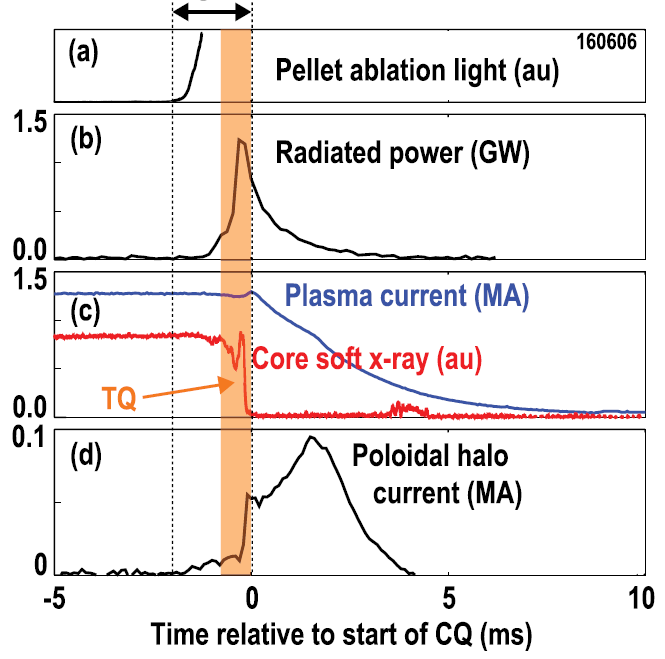 (a)
160606
Pellet ablation light (au)
1.5
(b)
Radiated power (GW)
0.0
1.5
(c)
Plasma current (MA)
Core soft x-ray (au)
TQ
0.0
0.1
(d)
Poloidal halo
current (MA)
0
-5 0 5 10
Time relative to start of CQ (ms)